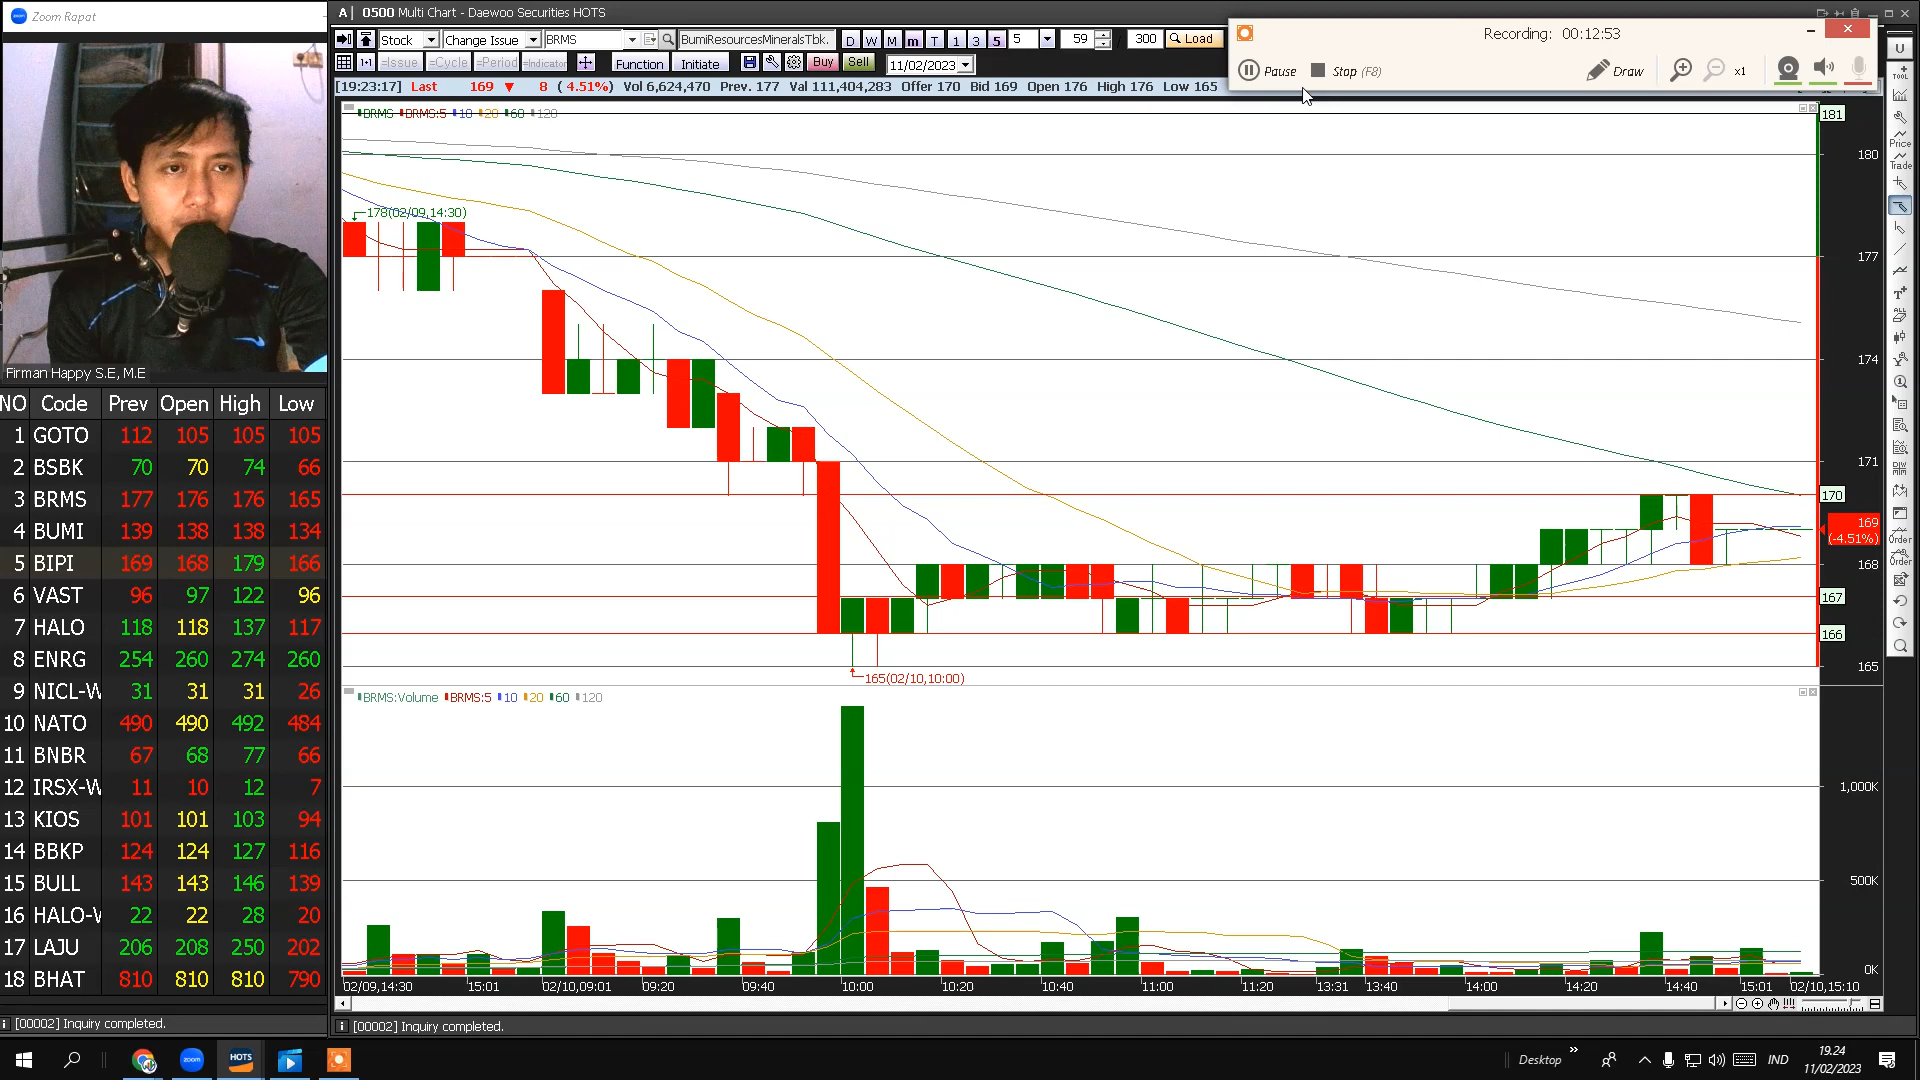 Zoom Rapat
Firman Happy S.E, M.E
NO Code Prev Open High Low
1 GOTO 112 105 105 105
2 BSBK 70 70 74 66
3 BRMS 177 176 176 165
4 BUMI 139 138 138 134
5 BIPI 169 168 179 166
6 VAST 96 97 122 96
7 HALO 118 118 137 117
8 ENRG 254 260 274 260
9 NICL-W 31 31 31 26
10 NATO 490 490 492 484
11 BNBR 67 68 77 66
12 IRSX-W 11 10 12 7
13 KIOS 101 101 103 94
14 BBKP 124 124 127 116
15 BULL 143 143 146 139
16 HALO-W 22 22 28 20
17 LAJU 206 208 250 202
18 BHAT 810 810 810 790
[00002] Inquiry completed.
A 0500 Multi Chart - Daewoo Securities HOTS
Stock Change Issue BRMS BumiResourcesMineralsTbk. D W M m T 1 3 5 5 59 300 Load
=Issue =Cycle =Period =Indicator Function Initiate Buy Sell 11/02/2023
[19:23:17] Last 169 ▼ 8 ( 4.51%) Vol 6,624,470 Prev. 177 Val 111,404,283 Offer 170 Bid 169 Open 176 High 176 Low 165
Recording: 00:12:53
Pause Stop (F8) Draw x1
BRMS BRMS:5 10 20 60 120
178(02/09,14:30)
165(02/10,10:00)
181
180
177
174
171
170
169
(-4.51%)
168
167
166
165
BRMS:Volume BRMS:5 10 20 60 120
1,000K
500K
0K
02/09,14:30 15:01 02/10,09:01 09:20 09:40 10:00 10:20 10:40 11:00 11:20 13:31 13:40 14:00 14:20 14:40 15:01 02/10,15:10
[00002] Inquiry completed.
U
TOOL
Price
Trade
ALL
Order
Order
zoom
HOTS
Desktop
IND
19.24
11/02/2023